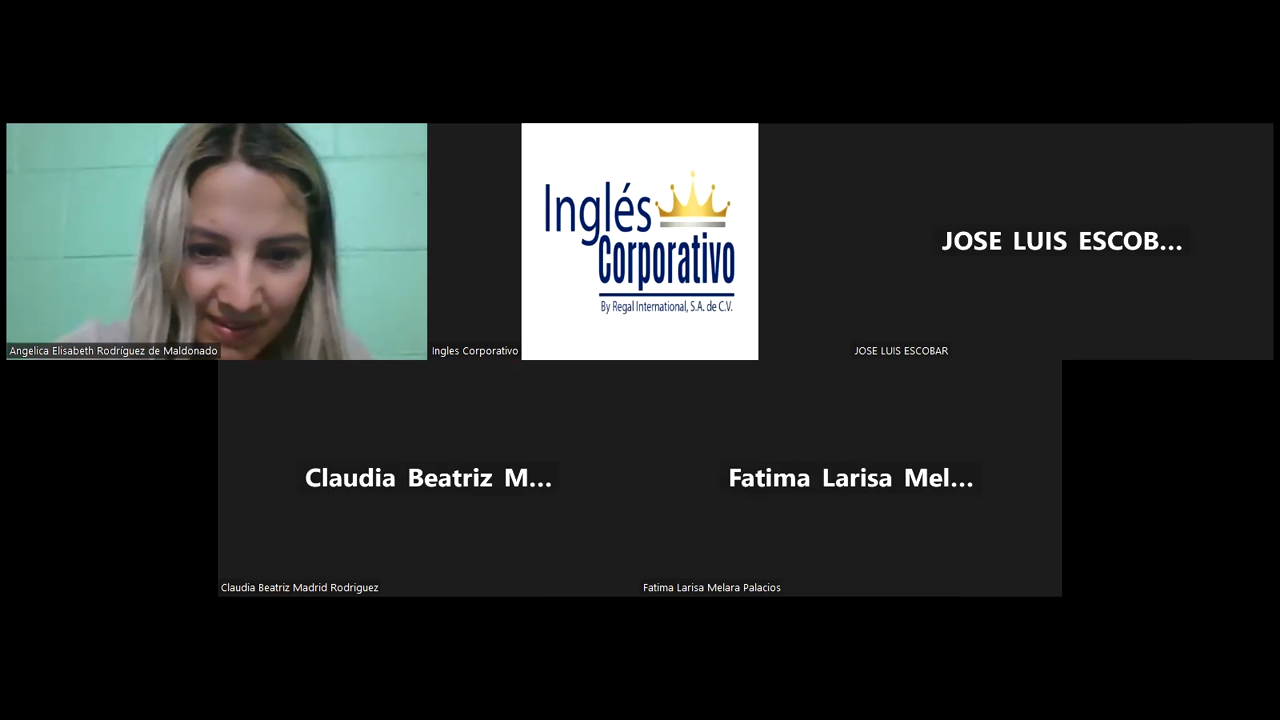 Inglés
Corporativo
By Regal International, S.A. de C.V.
JOSE LUIS ESCOB...
Angelica Elisabeth Rodríguez de Maldonado
Ingles Corporativo
JOSE LUIS ESCOBAR
Claudia Beatriz M...
Fatima Larisa Mel...
Claudia Beatriz Madrid Rodriguez
Fatima Larisa Melara Palacios